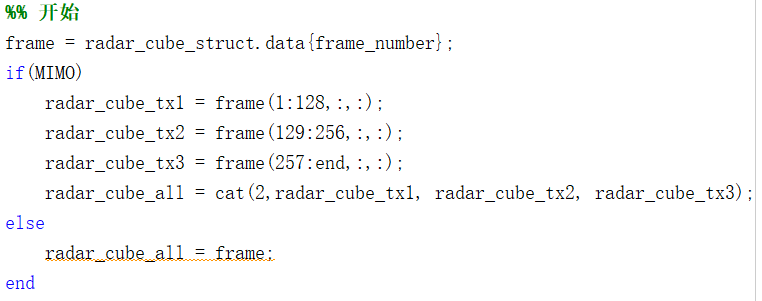 %% 开始
frame = radar_cube_struct.data{frame_number};
if(MIMO)
    radar_cube_tx1 = frame(1:128,:,:);
    radar_cube_tx2 = frame(129:256,:,:);
    radar_cube_tx3 = frame(257:end,:,:);
    radar_cube_all = cat(2,radar_cube_tx1, radar_cube_tx2, radar_cube_tx3);
else
    radar_cube_all = frame;
end